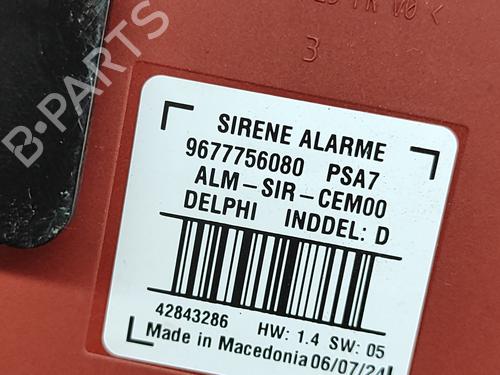 3
SIRENE ALARME
9677756080 PSA7
ALM-SIR-CEM00
DELPHI INDDEL: D
42843286 HW: 1.4 SW: 05
Made in Macedonia 06/07/24
B-PARTS